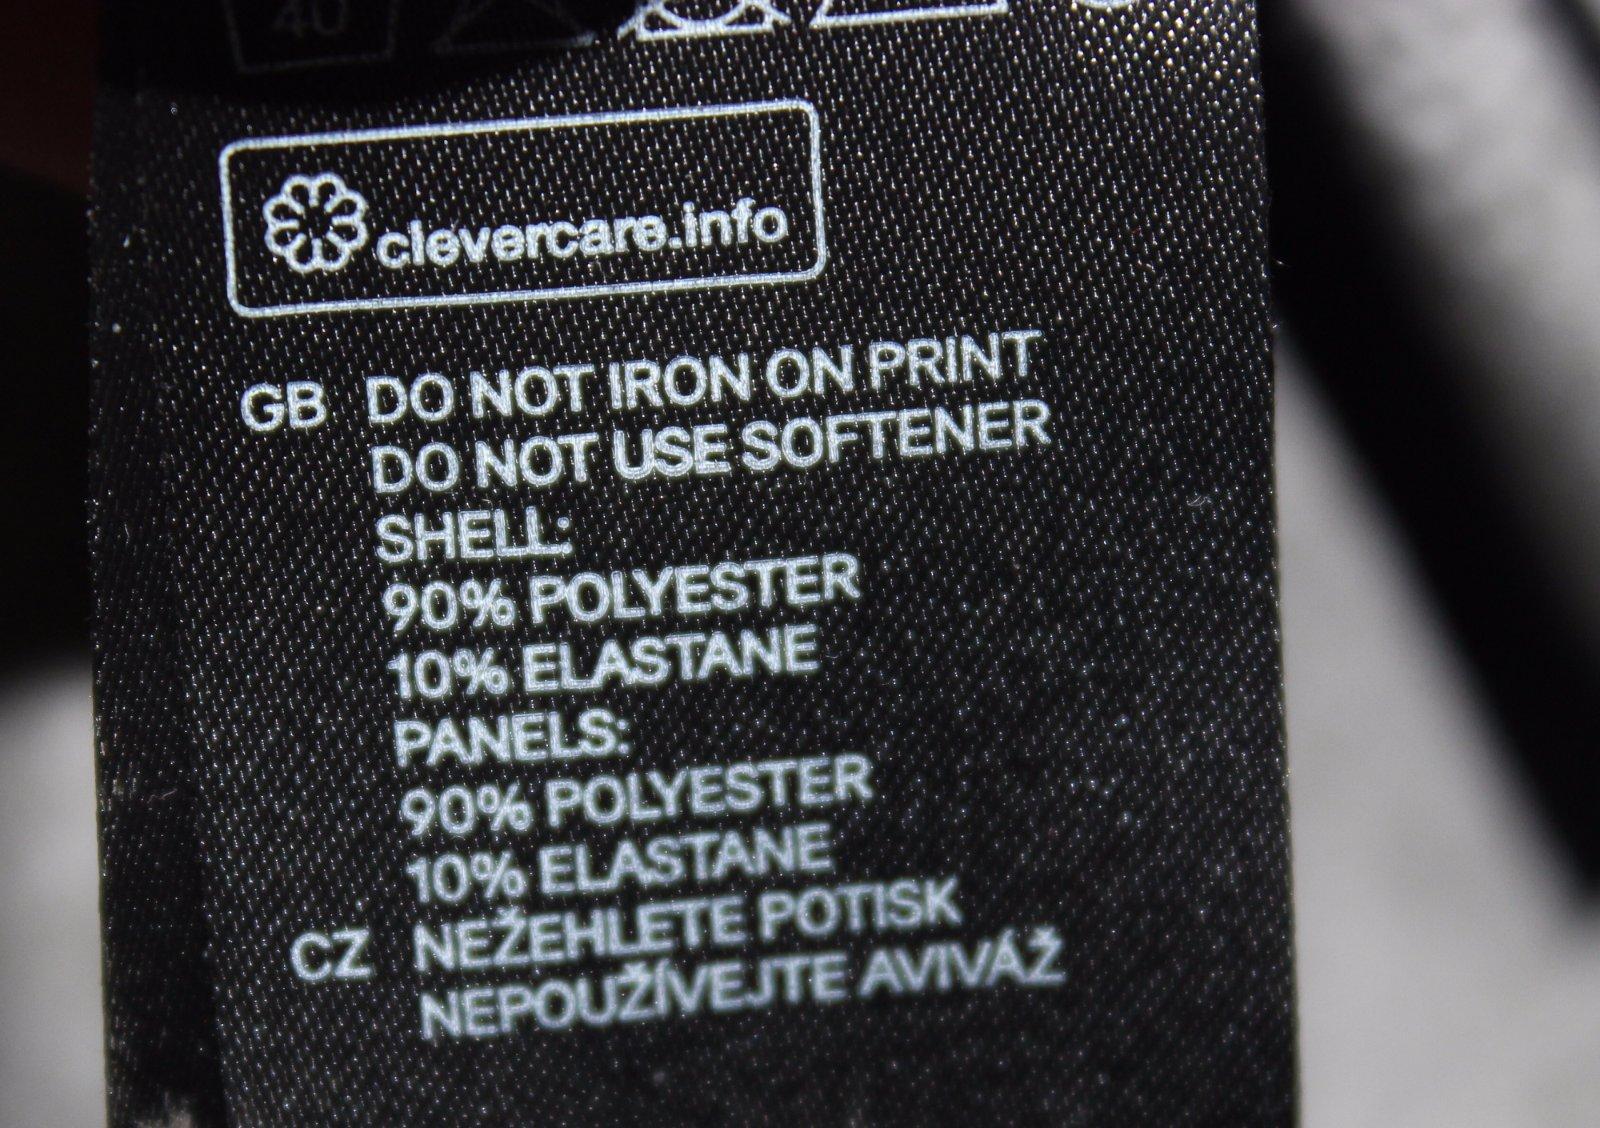 40
clevercare.info
GB DO NOT IRON ON PRINT
DO NOT USE SOFTENER
SHELL:
90% POLYESTER
10% ELASTANE
PANELS:
90% POLYESTER
10% ELASTANE
CZ NEŽEHLETE POTISK
NEPOUŽÍVEJTE AVIVÁŽ